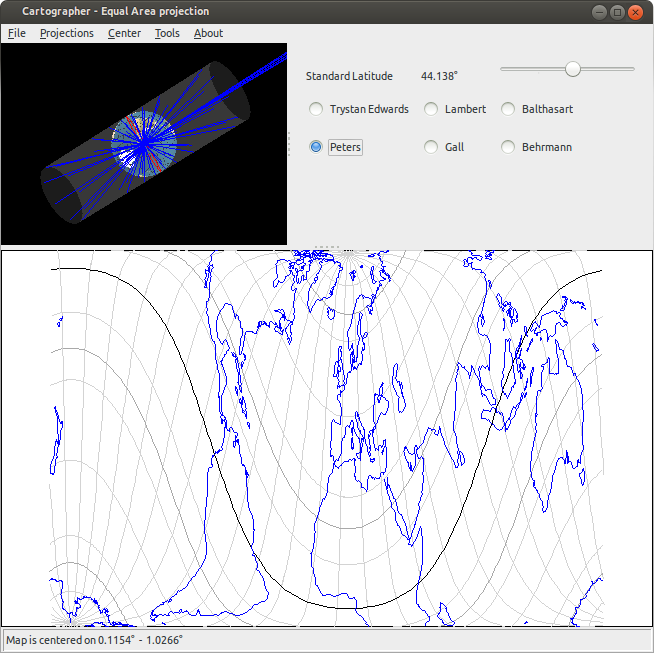 Cartographer - Equal Area projection
File Projections Center Tools About
Standard Latitude 44.138°
Trystan Edwards Lambert Balthasart
Peters Gall Behrmann
Map is centered on 0.1154° - 1.0266°